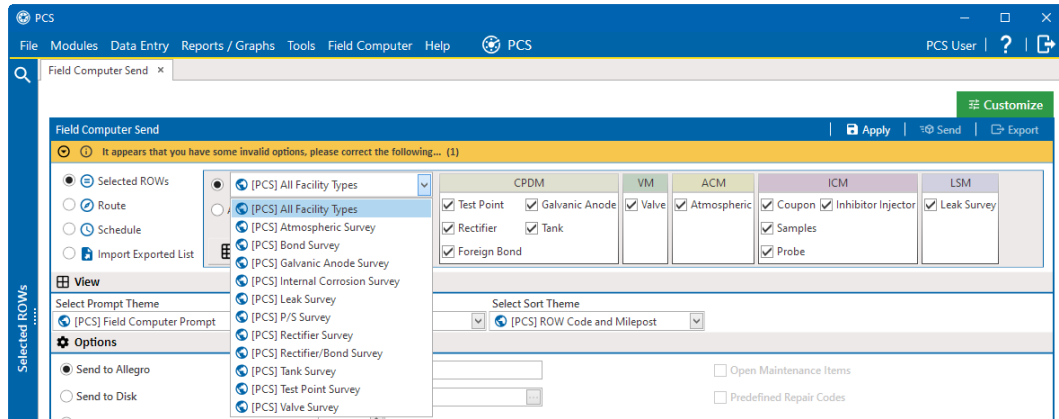 PCS
File Modules Data Entry Reports / Graphs Tools Field Computer Help PCS PCS User | ? |
Field Computer Send ×
Customize
Field Computer Send | Apply | Send | Export
It appears that you have some invalid options, please correct the following... (1)
Selected ROWs
Route
Schedule
Import Exported List
[PCS] All Facility Types
[PCS] All Facility Types
[PCS] Atmospheric Survey
[PCS] Bond Survey
[PCS] Galvanic Anode Survey
[PCS] Internal Corrosion Survey
[PCS] Leak Survey
[PCS] P/S Survey
[PCS] Rectifier Survey
[PCS] Rectifier/Bond Survey
[PCS] Tank Survey
[PCS] Test Point Survey
[PCS] Valve Survey
CPDM VM ACM ICM LSM
Test Point Galvanic Anode Valve Atmospheric Coupon Inhibitor Injector Leak Survey
Rectifier Tank Samples
Foreign Bond Probe
View
Select Prompt Theme Select Sort Theme
[PCS] Field Computer Prompt [PCS] ROW Code and Milepost
Options
Send to Allegro Open Maintenance Items
Send to Disk ... Predefined Repair Codes
Selected ROWs